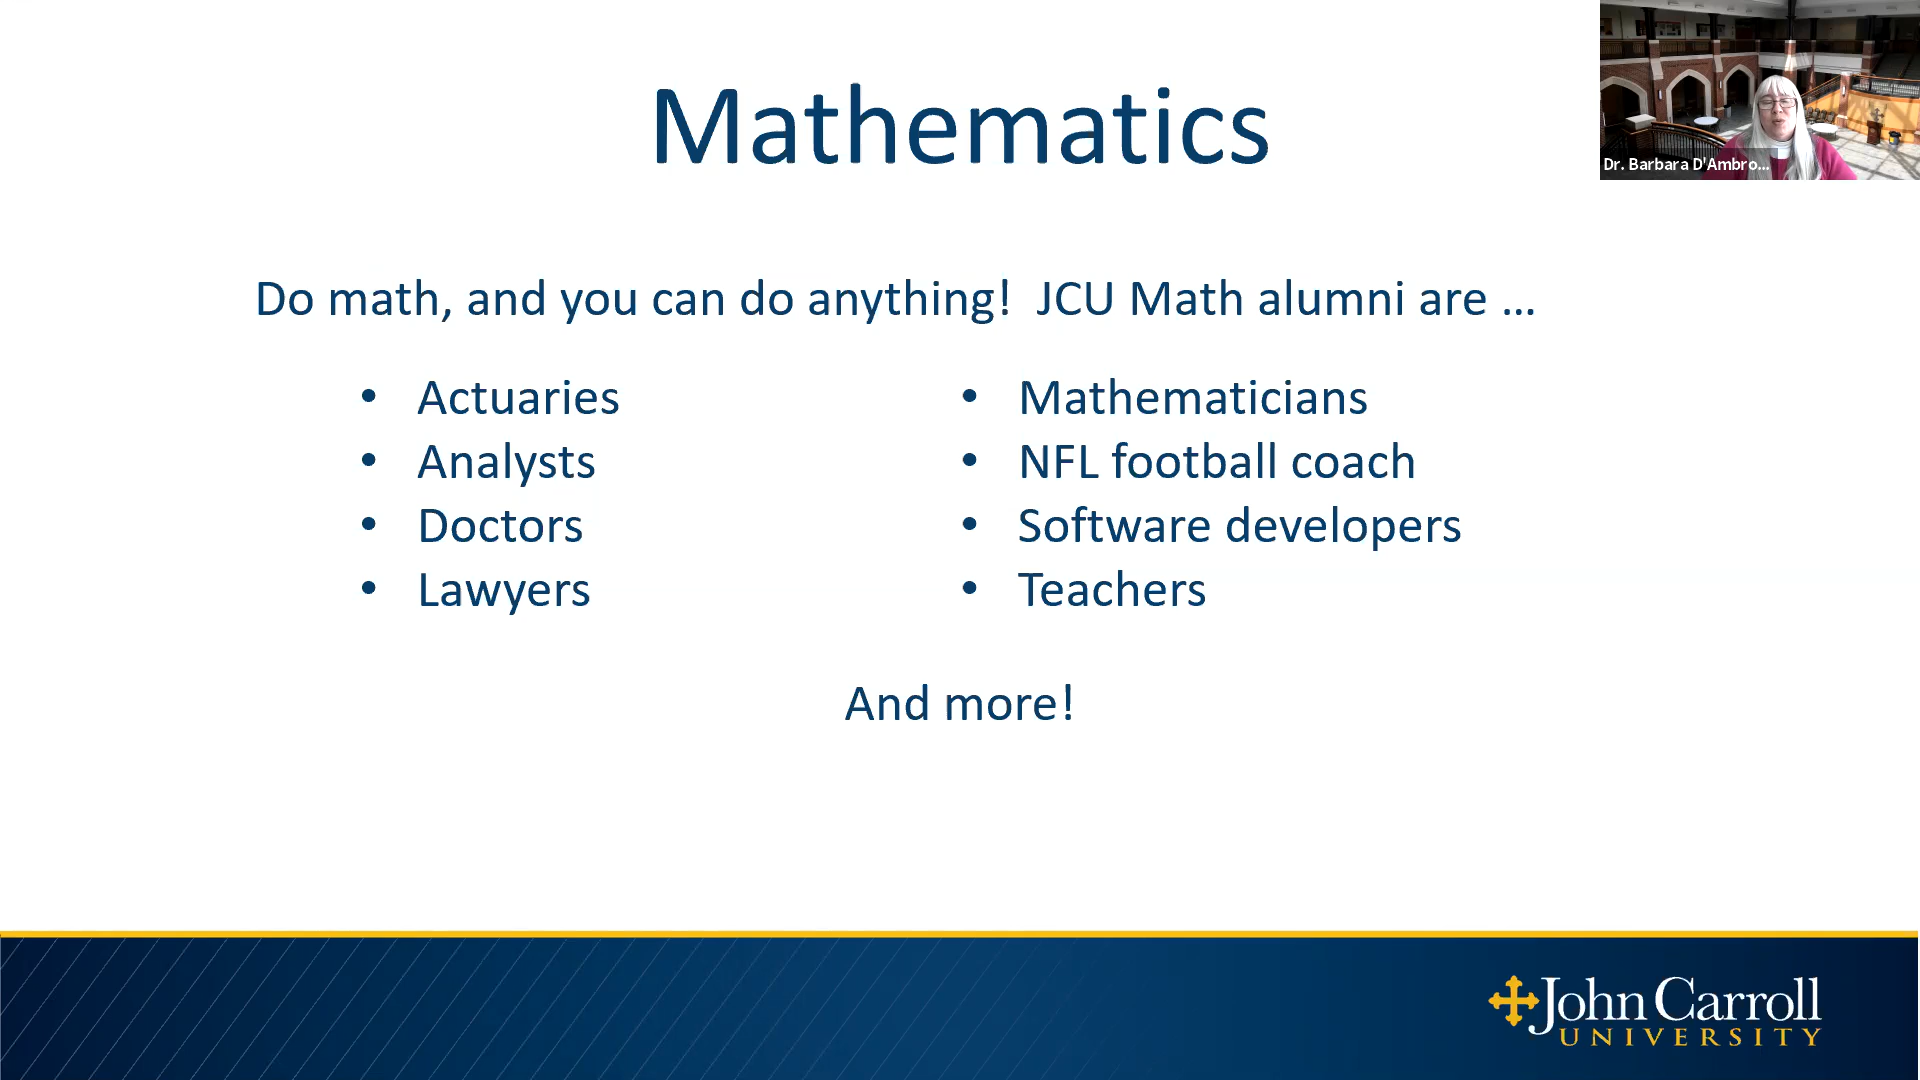 Mathematics
Dr. Barbara D'Ambro...
Do math, and you can do anything!  JCU Math alumni are ...
• Actuaries
• Analysts
• Doctors
• Lawyers
• Mathematicians
• NFL football coach
• Software developers
• Teachers
And more!
John Carroll
UNIVERSITY